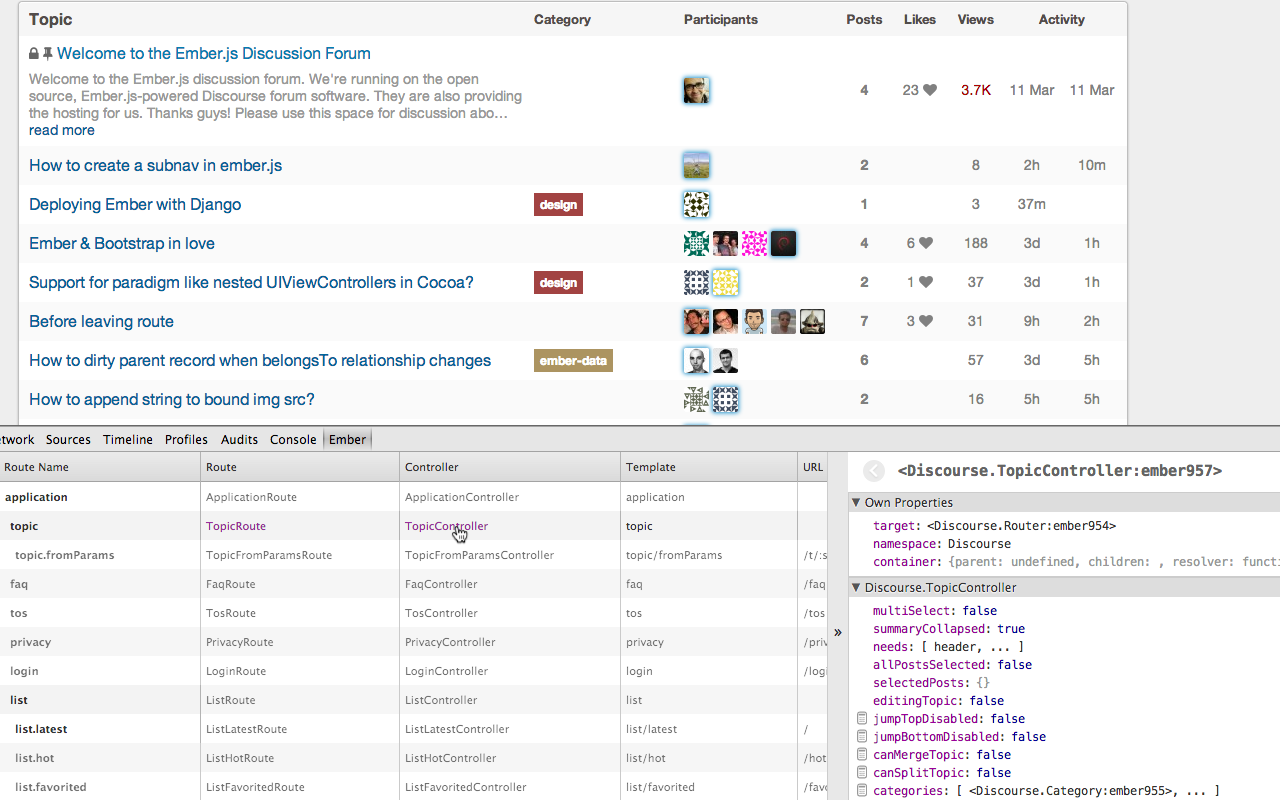 Topic Category Participants Posts Likes Views Activity
Welcome to the Ember.js Discussion Forum
Welcome to the Ember.js discussion forum. We're running on the open
source, Ember.js-powered Discourse forum software. They are also providing
the hosting for us. Thanks guys! Please use this space for discussion abo…
read more
4 23 3.7K 11 Mar 11 Mar
How to create a subnav in ember.js 2 8 2h 10m
Deploying Ember with Django design 1 3 37m
Ember & Bootstrap in love 4 6 188 3d 1h
Support for paradigm like nested UIViewControllers in Cocoa? design 2 1 37 3d 1h
Before leaving route 7 3 31 9h 2h
How to dirty parent record when belongsTo relationship changes ember-data 6 57 3d 5h
How to append string to bound img src? 2 16 5h 5h
etwork Sources Timeline Profiles Audits Console Ember
Route Name Route Controller Template URL
application ApplicationRoute ApplicationController application
topic TopicRoute TopicController topic
topic.fromParams TopicFromParamsRoute TopicFromParamsController topic/fromParams /t/:s
faq FaqRoute FaqController faq /faq
tos TosRoute TosController tos /tos
privacy PrivacyRoute PrivacyController privacy /priv
login LoginRoute LoginController login /logi
list ListRoute ListController list
list.latest ListLatestRoute ListLatestController list/latest /
list.hot ListHotRoute ListHotController list/hot /hot
list.favorited ListFavoritedRoute ListFavoritedController list/favorited /favo
»
<Discourse.TopicController:ember957>
Own Properties
target: <Discourse.Router:ember954>
namespace: Discourse
container: {parent: undefined, children: , resolver: functi
Discourse.TopicController
multiSelect: false
summaryCollapsed: true
needs: [ header, ... ]
allPostsSelected: false
selectedPosts: {}
editingTopic: false
jumpTopDisabled: false
jumpBottomDisabled: false
canMergeTopic: false
canSplitTopic: false
categories: [ <Discourse.Category:ember955>, ... ]